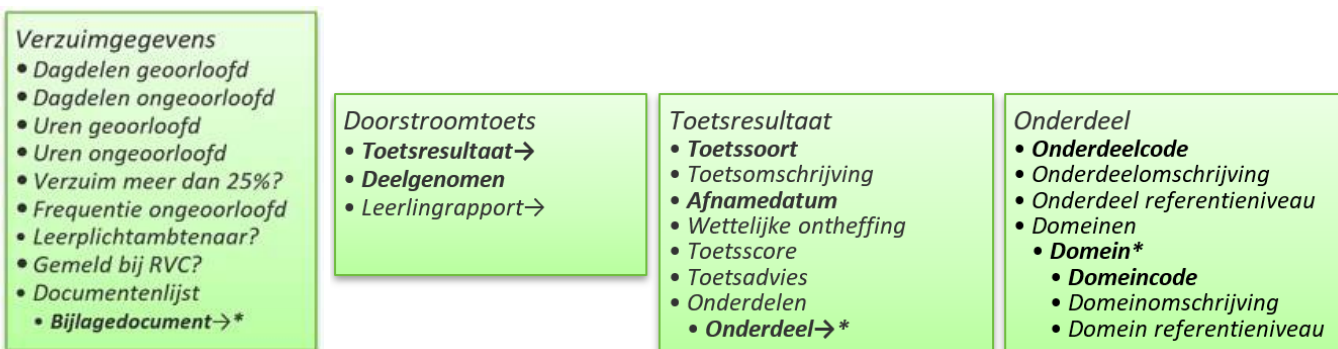 Verzuimgegevens
• Dagdelen geoorloofd
• Dagdelen ongeoorloofd
• Uren geoorloofd
• Uren ongeoorloofd
• Verzuim meer dan 25%?
• Frequentie ongeoorloofd
• Leerplichtambtenaar?
• Gemeld bij RVC?
• Documentenlijst
• Bijlagedocument→*
Doorstroomtoets
• Toetsresultaat→
• Deelgenomen
• Leerlingrapport→
Toetsresultaat
• Toetssoort
• Toetsomschrijving
• Afnamedatum
• Wettelijke ontheffing
• Toetsscore
• Toetsadvies
• Onderdelen
• Onderdeel→*
Onderdeel
• Onderdeelcode
• Onderdeelomschrijving
• Onderdeel referentieniveau
• Domeinen
• Domein*
• Domeincode
• Domeinomschrijving
• Domein referentieniveau